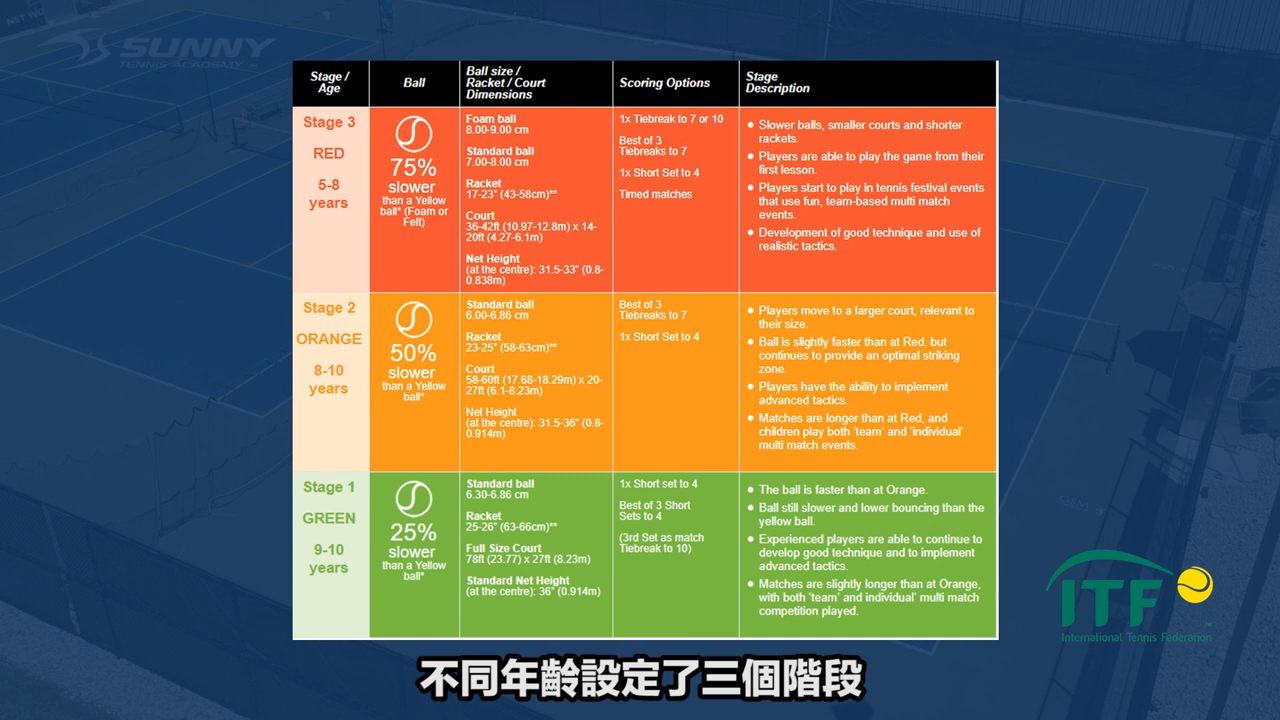 SUNNY
TENNIS ACADEMY
Stage /
Age
Ball
Ball size /
Racket / Court
Dimensions
Scoring Options
Stage
Description
Stage 3
RED
5-8
years
75%
slower
than a Yellow
ball* (Foam or
Felt)
Foam ball
8.00-9.00 cm
Standard ball
7.00-8.00 cm
Racket
17-23" (43-58cm)**
Court
36-42ft (10.97-12.8m) x 14-
20ft (4.27-6.1m)
Net Height
(at the centre): 31.5-33" (0.8-
0.838m)
1x Tiebreak to 7 or 10
Best of 3
Tiebreaks to 7
1x Short Set to 4
Timed matches
● Slower balls, smaller courts and shorter
rackets.
● Players are able to play the game from their
first lesson.
● Players start to play in tennis festival events
that use fun, team-based multi match
events.
● Development of good technique and use of
realistic tactics.
Stage 2
ORANGE
8-10
years
50%
slower
than a Yellow
ball*
Standard ball
6.00-6.86 cm
Racket
23-25" (58-63cm)**
Court
58-60ft (17.68-18.29m) x 20-
27ft (6.1-8.23m)
Net Height
(at the centre): 31.5-36" (0.8-
0.914m)
Best of 3
Tiebreaks to 7
1x Short Set to 4
● Players move to a larger court, relevant to
their size.
● Ball is slightly faster than at Red, but
continues to provide an optimal striking
zone.
● Players have the ability to implement
advanced tactics.
● Matches are longer than at Red, and
children play both 'team' and 'individual'
multi match events.
Stage 1
GREEN
9-10
years
25%
slower
than a Yellow
ball*
Standard ball
6.30-6.86 cm
Racket
25-26" (63-66cm)**
Full Size Court
78ft (23.77) x 27ft (8.23m)
Standard Net Height
(at the centre): 36" (0.914m)
1x Short set to 4
Best of 3 Short
Sets to 4
(3rd Set as match
Tiebreak to 10)
● The ball is faster than at Orange.
● Ball still slower and lower bouncing than the
yellow ball.
● Experienced players are able to continue to
develop good technique and to implement
advanced tactics.
● Matches are slightly longer than at Orange,
with both 'team' and individual' multi match
competition played.
ITF
International Tennis Federation
不同年齡設定了三個階段